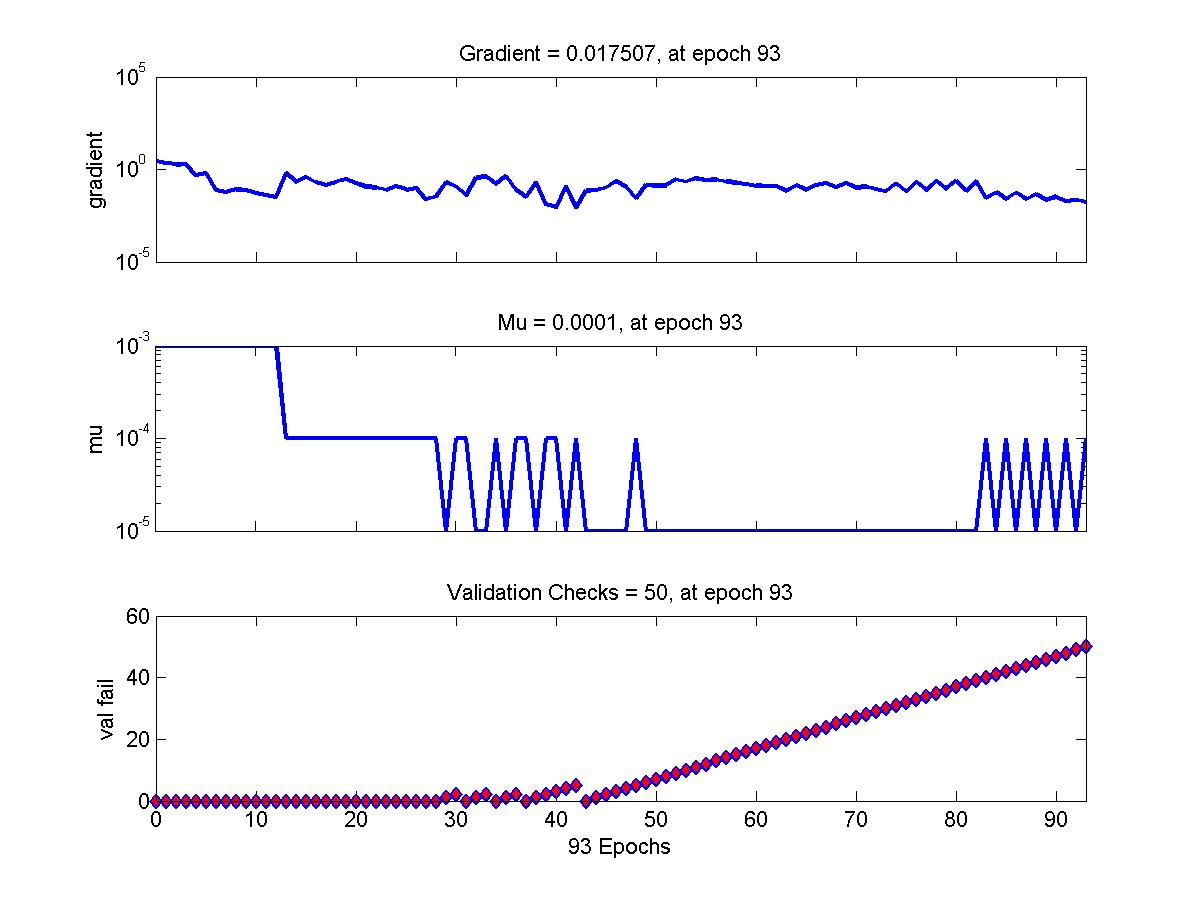 Gradient = 0.017507, at epoch 93
10^5
10^0
10^-5
gradient
Mu = 0.0001, at epoch 93
10^-3
10^-4
10^-5
mu
Validation Checks = 50, at epoch 93
60
40
20
0
val fail
0 10 20 30 40 50 60 70 80 90
93 Epochs